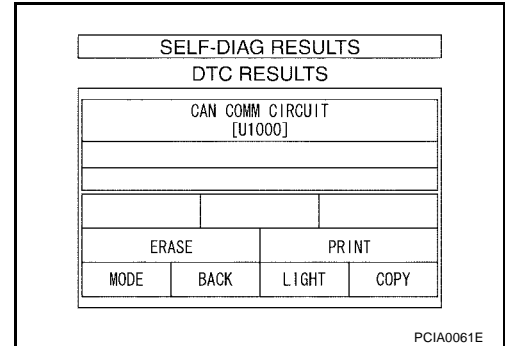 SELF-DIAG RESULTS
DTC RESULTS
CAN COMM CIRCUIT
[U1000]
ERASE PRINT
MODE BACK LIGHT COPY
PCIA0061E